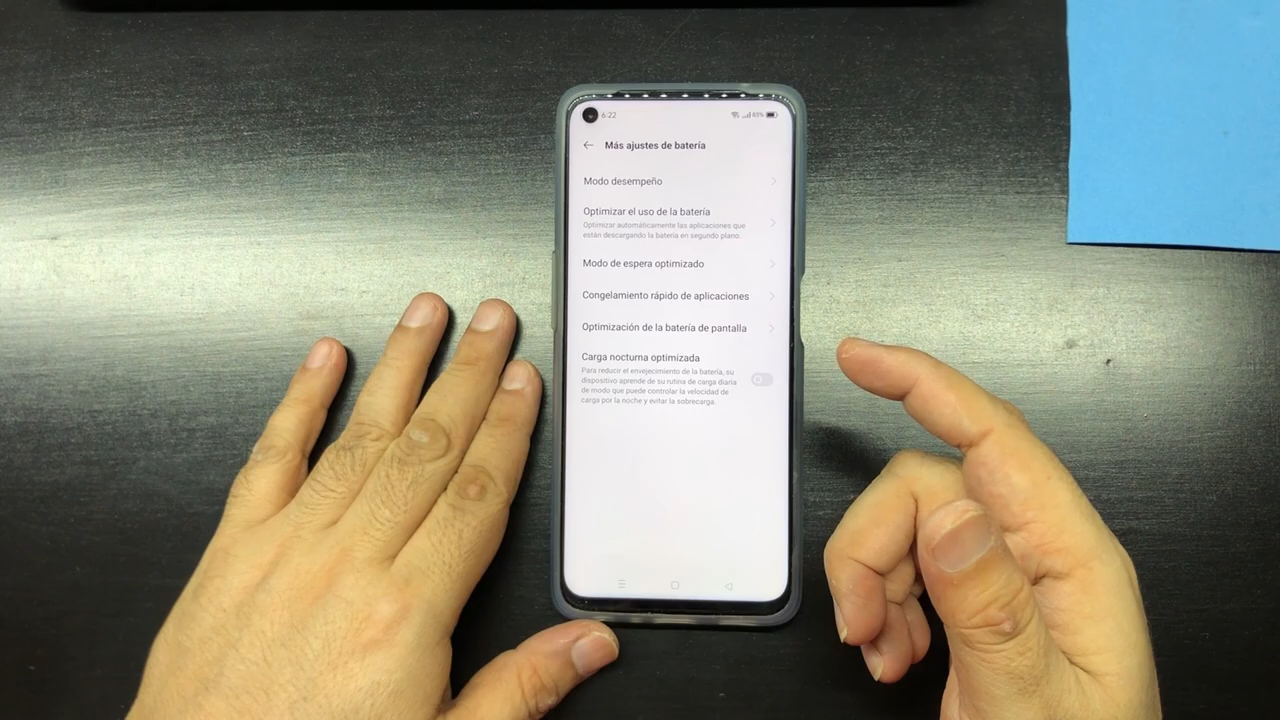 6:22
83%
Más ajustes de batería
Modo desempeño
Optimizar el uso de la batería
Optimizar automáticamente las aplicaciones que
están descargando la batería en segundo plano.
Modo de espera optimizado
Congelamiento rápido de aplicaciones
Optimización de la batería de pantalla
Carga nocturna optimizada
Para reducir el envejecimiento de la batería, su
dispositivo aprende de su rutina de carga diaria
de modo que puede controlar la velocidad de
carga por la noche y evitar la sobrecarga.